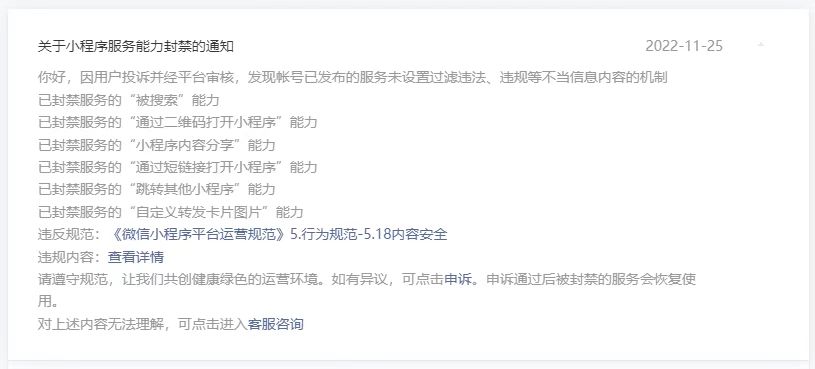 关于小程序服务能力封禁的通知
2022-11-25
你好，因用户投诉并经平台审核，发现帐号已发布的服务未设置过滤违法、违规等不当信息内容的机制
已封禁服务的“被搜索”能力
已封禁服务的“通过二维码打开小程序”能力
已封禁服务的“小程序内容分享”能力
已封禁服务的“通过短链接打开小程序”能力
已封禁服务的“跳转其他小程序”能力
已封禁服务的“自定义转发卡片图片”能力
违反规范：《微信小程序平台运营规范》5.行为规范-5.18内容安全
违规内容：查看详情
请遵守规范，让我们共创健康绿色的运营环境。如有异议，可点击申诉。申诉通过后被封禁的服务会恢复使
用。
对上述内容无法理解，可点击进入客服咨询